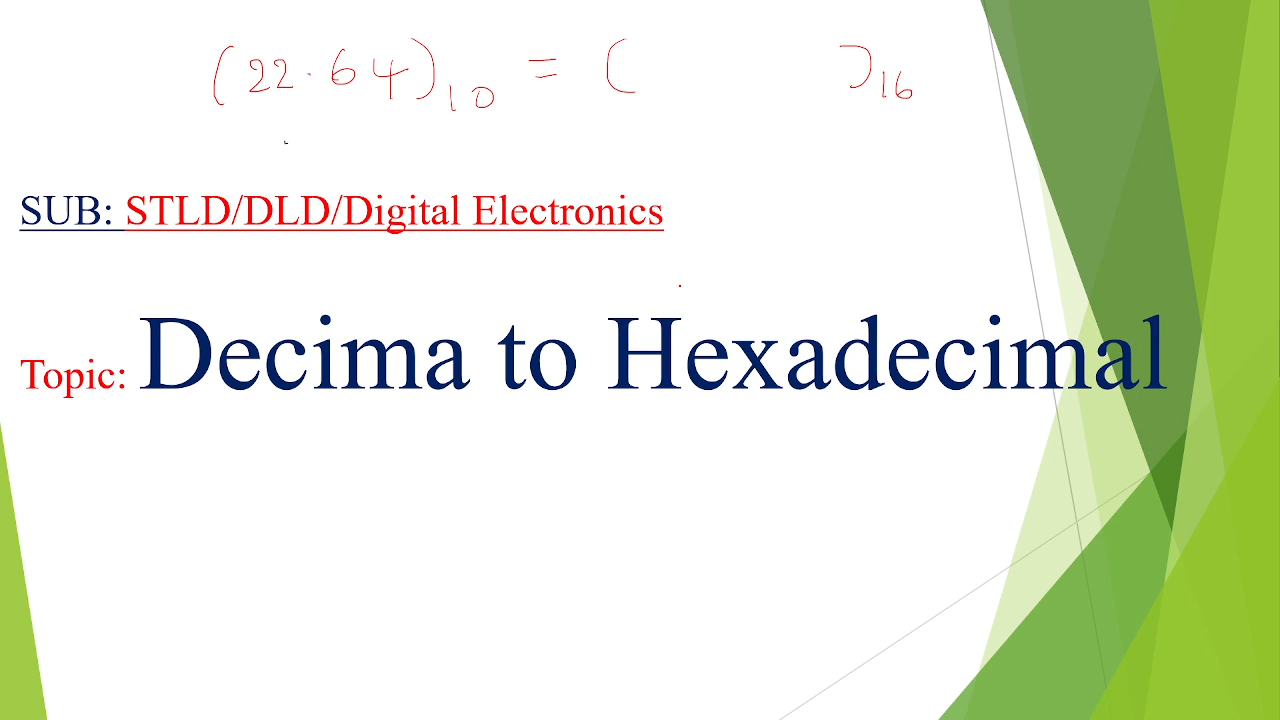 (22.64)10 = ( )16
SUB: STLD/DLD/Digital Electronics
Topic: Decima to Hexadecimal